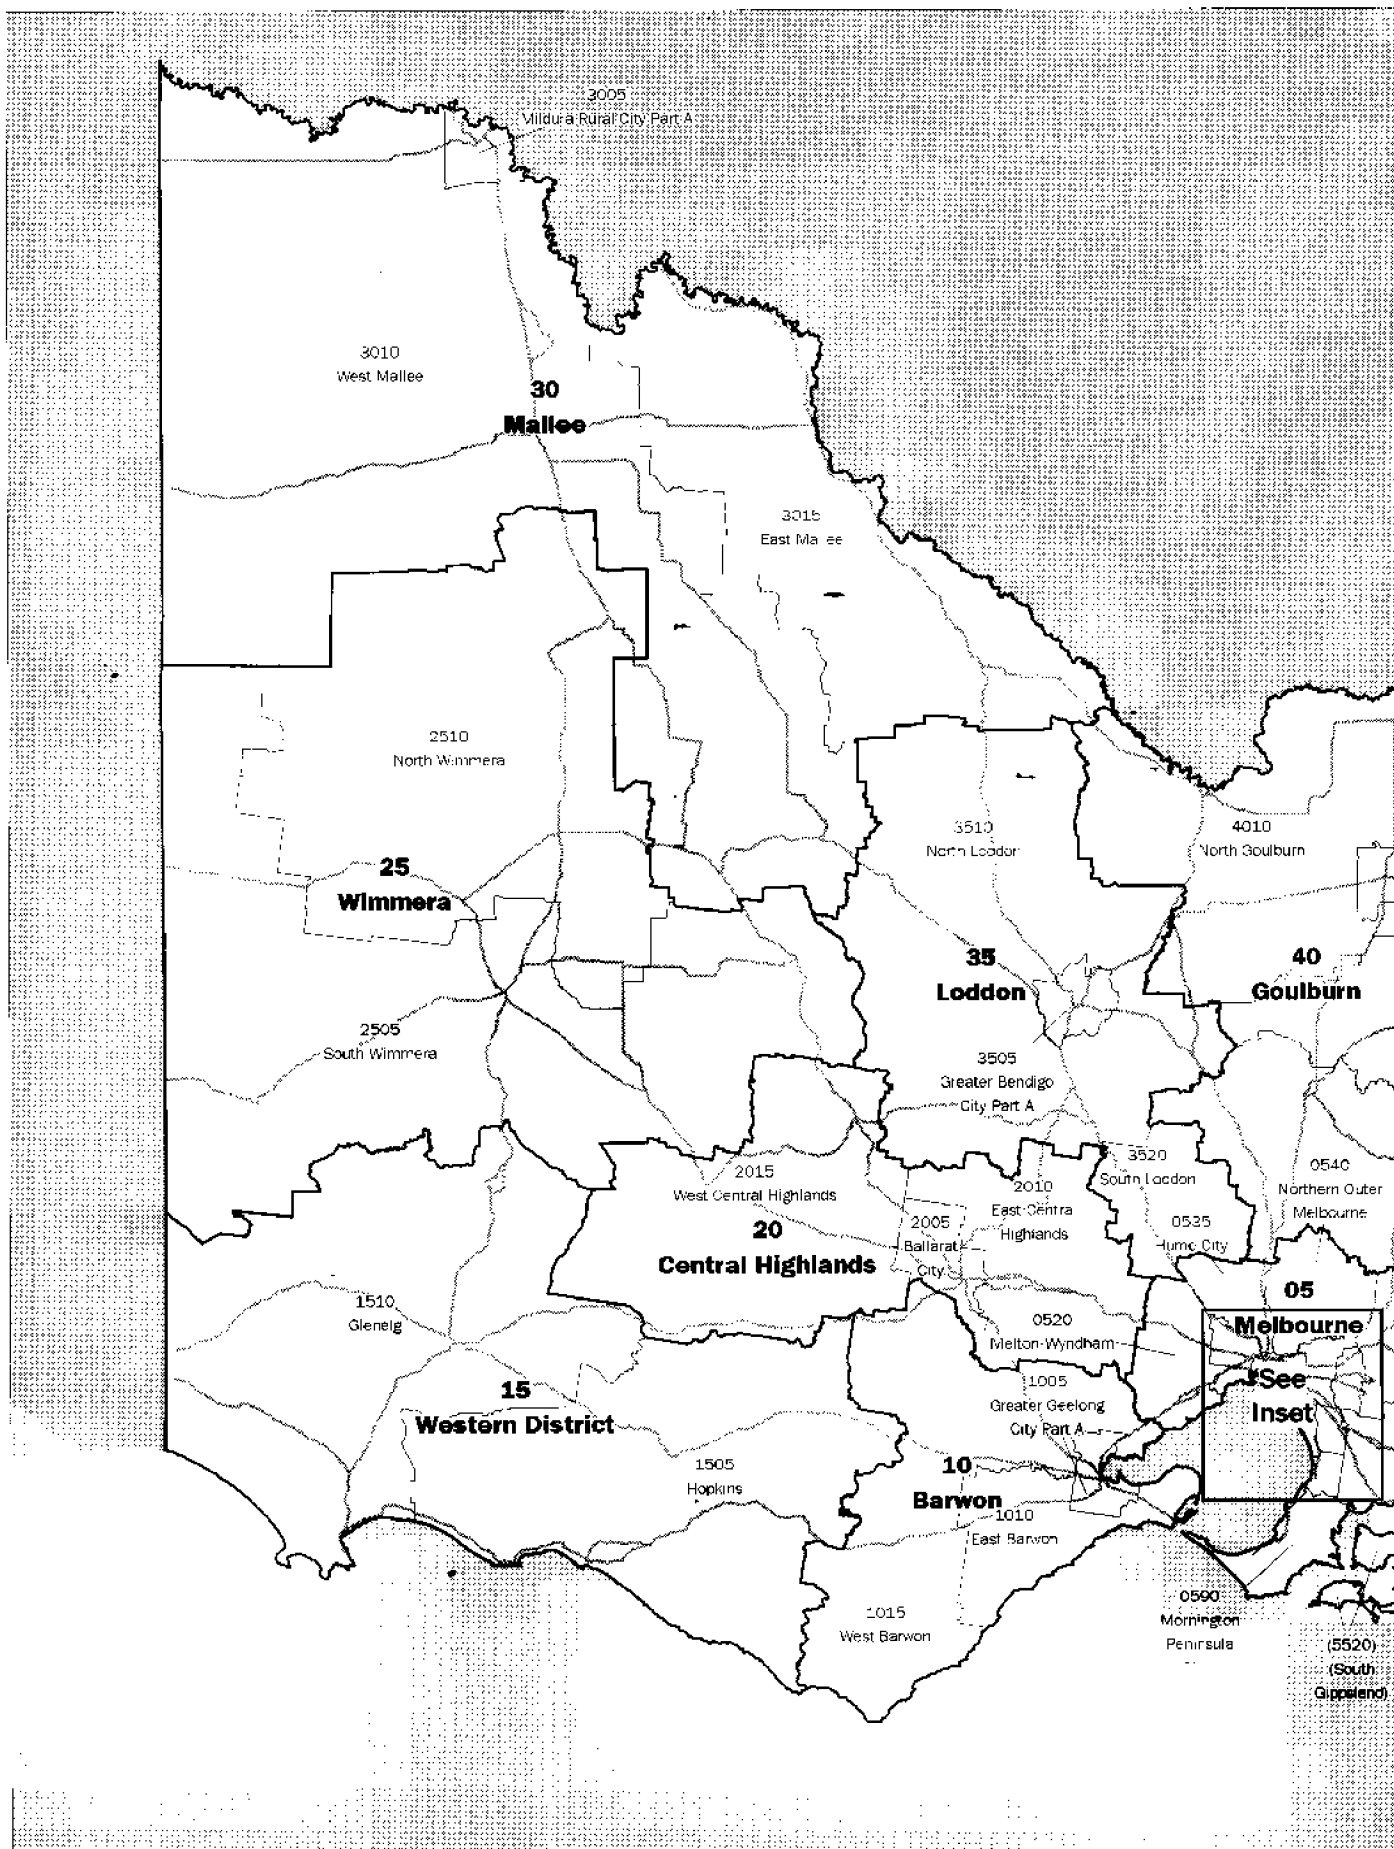 3005
Mildura Rural City Part A
3010
West Mallee
30
Mallee
3015
East Mallee
2510
North Wimmera
3510
North Loddon
4010
North Goulburn
25
Wimmera
35
Loddon
40
Goulburn
2505
South Wimmera
3505
Greater Bendigo
City Part A
2015
West Central Highlands
2010
East Central
Highlands
3520
South Loddon
0540
Northern Outer
Melbourne
20
Central Highlands
2005
Ballarat
City
0535
Hume City
1510
Glenelg
05
Melbourne
0520
Melton-Wyndham
See
Inset
15
Western District
1005
Greater Geelong
City Part A
1505
Hopkins
10
Barwon
1010
East Barwon
1015
West Barwon
0590
Mornington
Peninsula
(5520)
(South
Gippsland)